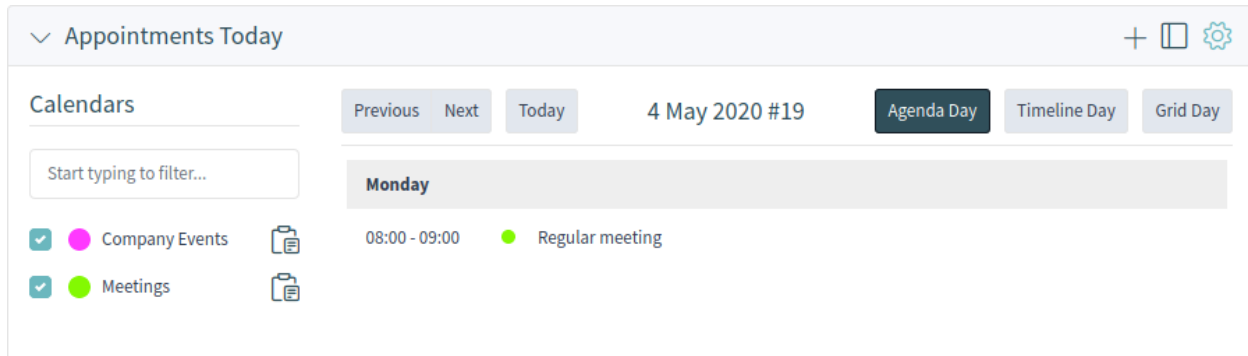 Appointments Today
Calendars
Previous Next Today 4 May 2020 #19 Agenda Day Timeline Day Grid Day
Start typing to filter...
Monday
Company Events
08:00 - 09:00 Regular meeting
Meetings